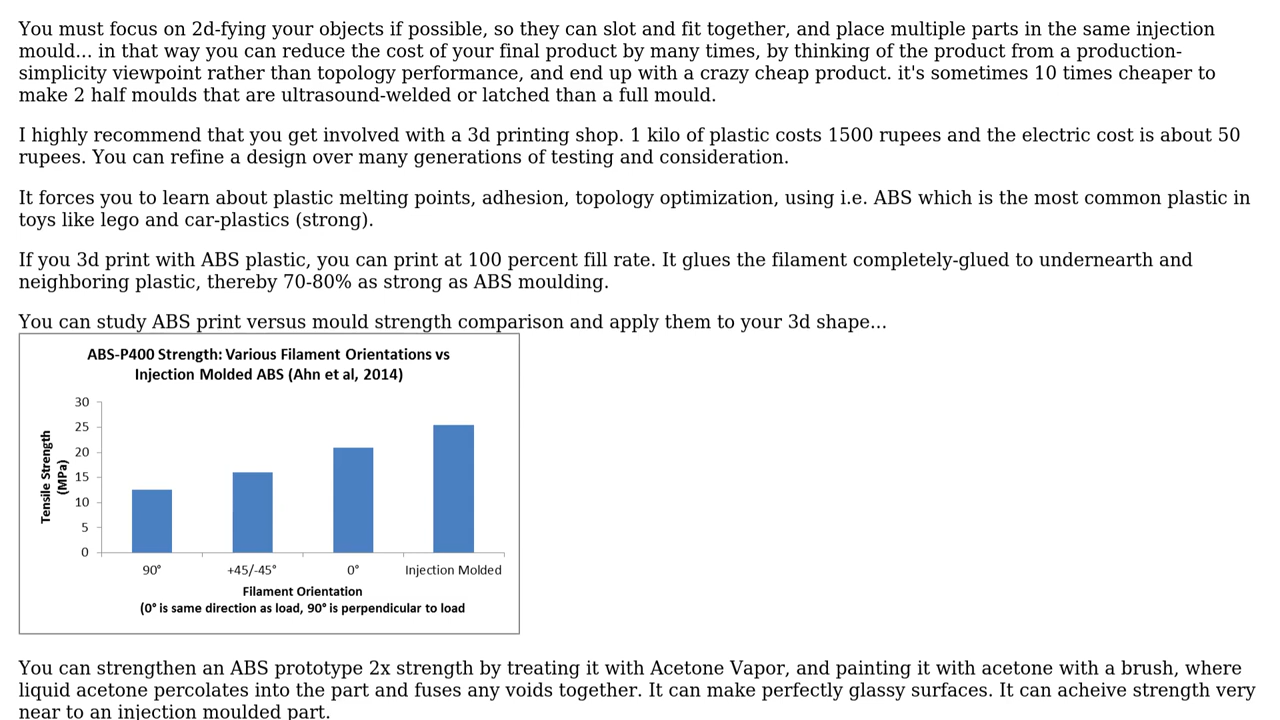 You must focus on 2d-fying your objects if possible, so they can slot and fit together, and place multiple parts in the same injection
mould... in that way you can reduce the cost of your final product by many times, by thinking of the product from a production-
simplicity viewpoint rather than topology performance, and end up with a crazy cheap product. it's sometimes 10 times cheaper to
make 2 half moulds that are ultrasound-welded or latched than a full mould.
I highly recommend that you get involved with a 3d printing shop. 1 kilo of plastic costs 1500 rupees and the electric cost is about 50
rupees. You can refine a design over many generations of testing and consideration.
It forces you to learn about plastic melting points, adhesion, topology optimization, using i.e. ABS which is the most common plastic in
toys like lego and car-plastics (strong).
If you 3d print with ABS plastic, you can print at 100 percent fill rate. It glues the filament completely-glued to undernearth and
neighboring plastic, thereby 70-80% as strong as ABS moulding.
You can study ABS print versus mould strength comparison and apply them to your 3d shape...
ABS-P400 Strength: Various Filament Orientations vs
Injection Molded ABS (Ahn et al, 2014)
Tensile Strength
(MPa)
30
25
20
15
10
5
0
90° +45/-45° 0° Injection Molded
Filament Orientation
(0° is same direction as load, 90° is perpendicular to load
You can strengthen an ABS prototype 2x strength by treating it with Acetone Vapor, and painting it with acetone with a brush, where
liquid acetone percolates into the part and fuses any voids together. It can make perfectly glassy surfaces. It can acheive strength very
near to an injection moulded part.